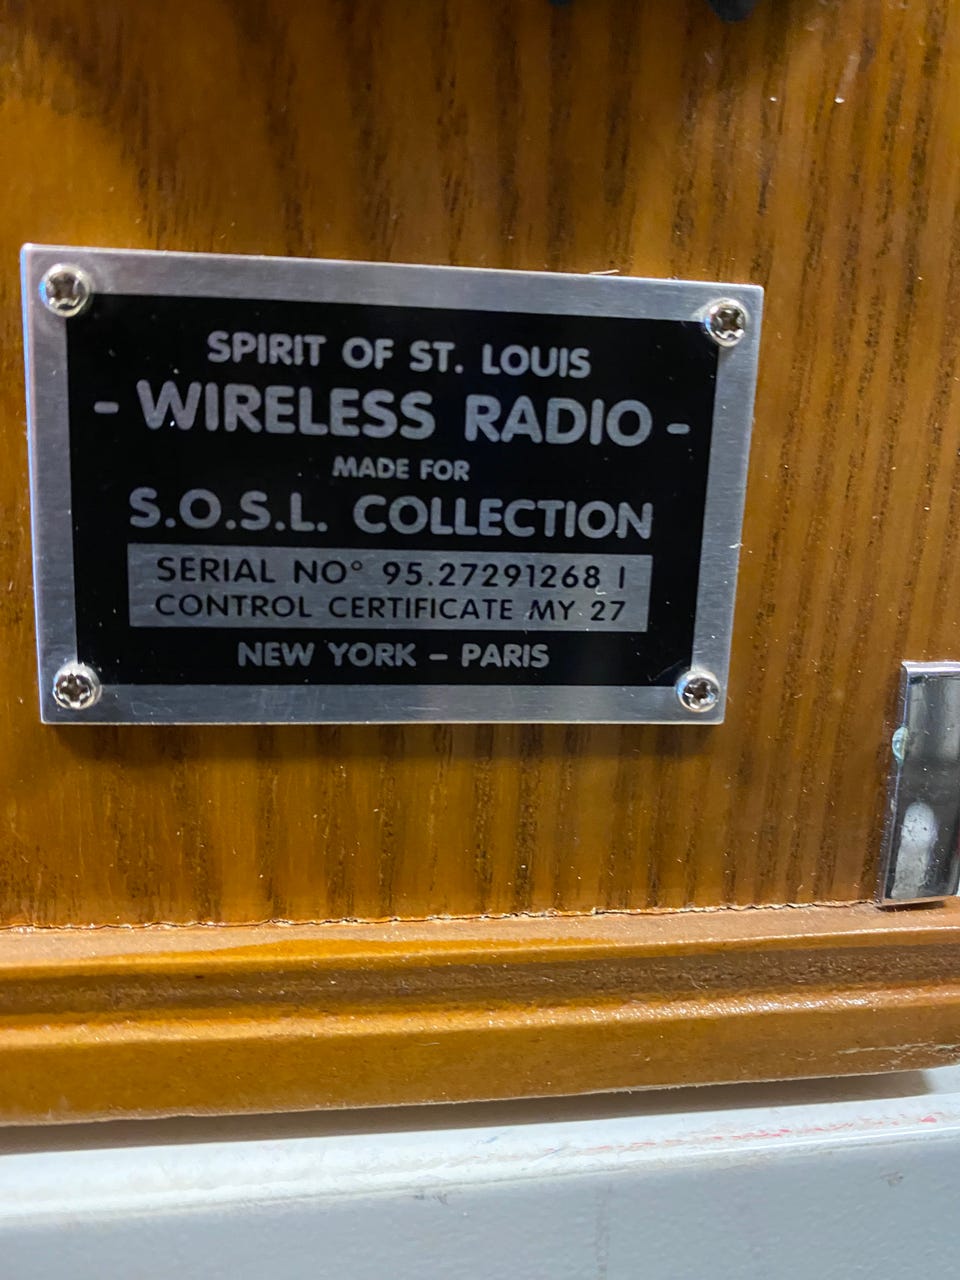 SPIRIT OF ST. LOUIS
- WIRELESS RADIO -
MADE FOR
S.O.S.L. COLLECTION
SERIAL NO° 95.27291268 I
CONTROL CERTIFICATE MY 27
NEW YORK - PARIS